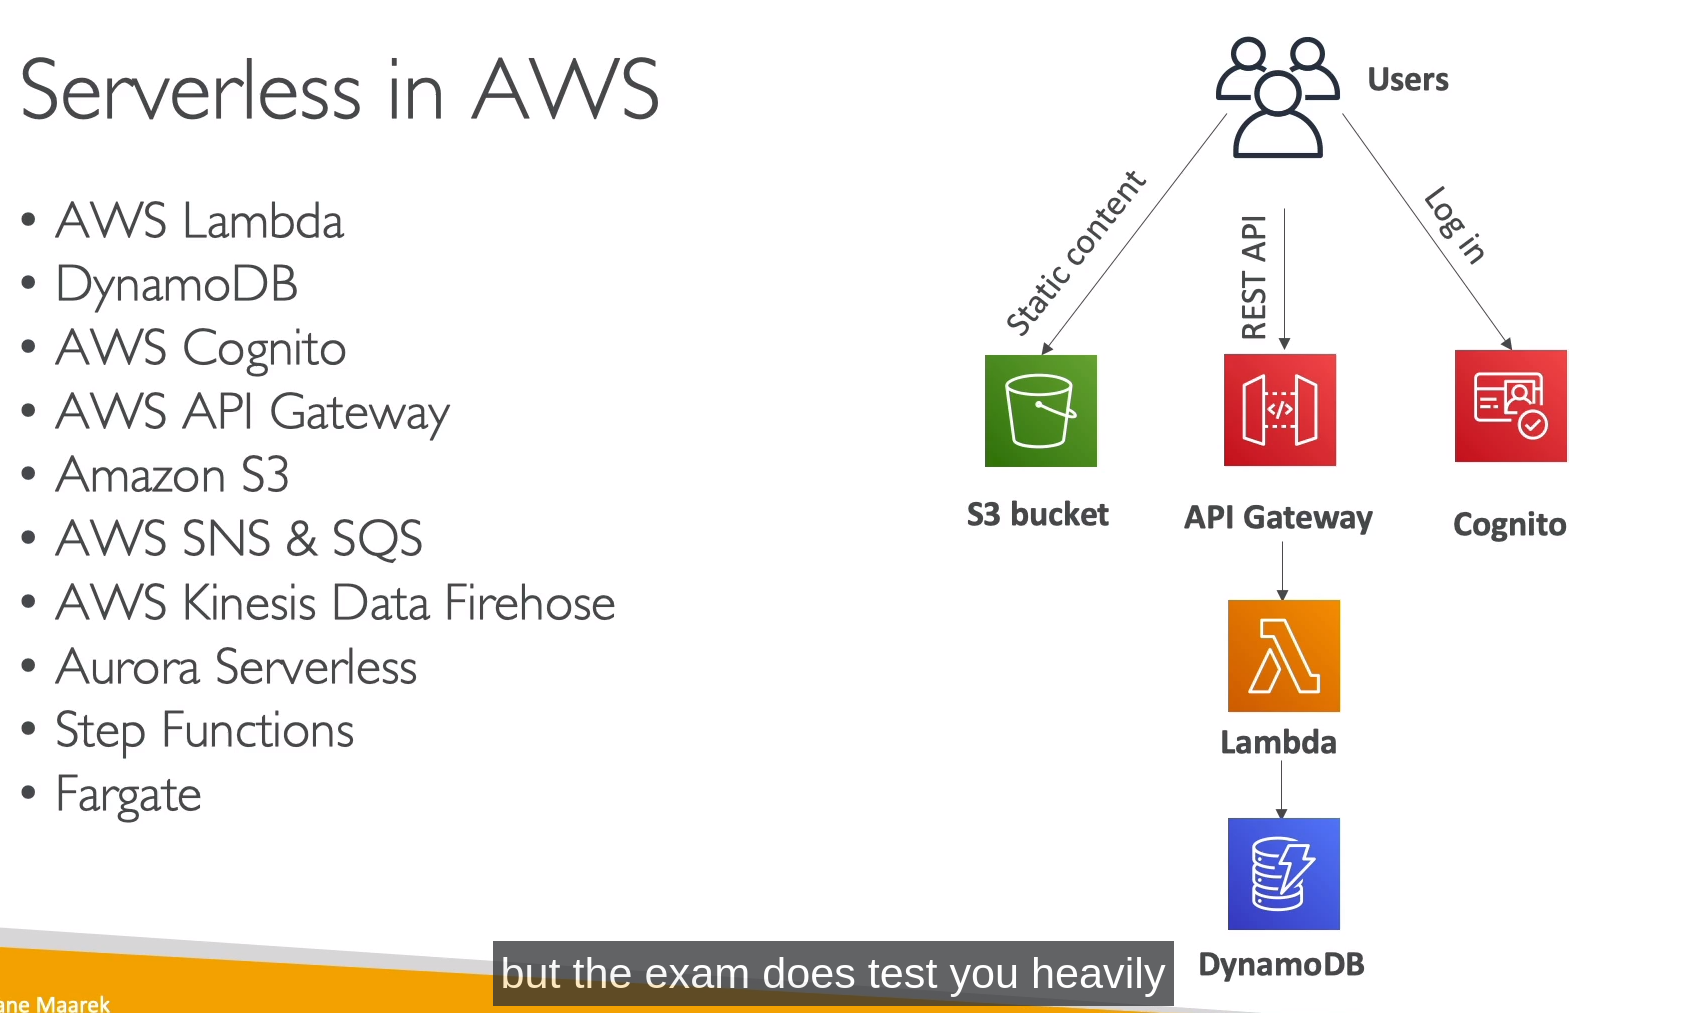 Serverless in AWS
• AWS Lambda
• DynamoDB
• AWS Cognito
• AWS API Gateway
• Amazon S3
• AWS SNS & SQS
• AWS Kinesis Data Firehose
• Aurora Serverless
• Step Functions
• Fargate
Users
Static content
REST API
Log in
S3 bucket
API Gateway
Cognito
</>
Lambda
DynamoDB
but the exam does test you heavily
Maarek